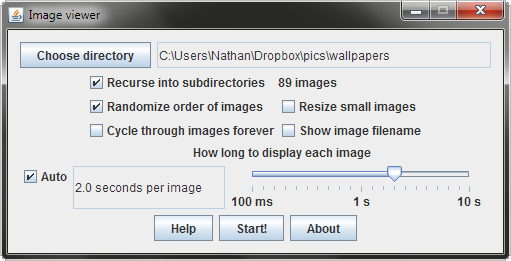 Image viewer
Choose directory C:\Users\Nathan\Dropbox\pics\wallpapers
Recurse into subdirectories 89 images
Randomize order of images Resize small images
Cycle through images forever Show image filename
How long to display each image
Auto 2.0 seconds per image
100 ms 1 s 10 s
Help Start! About